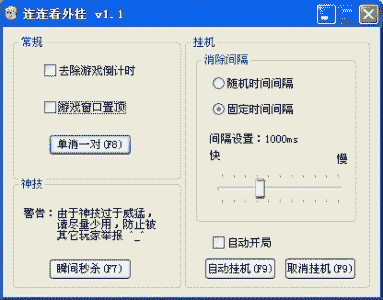 连连看外挂 v1.1
常规
去除游戏倒计时
游戏窗口置顶
单消一对(F8)
神技
警告：由于神技过于威猛，
请尽量少用，防止被
其它玩家举报 ^_^
瞬间秒杀(F7)
挂机
消除间隔
随机时间间隔
固定时间间隔
间隔设置：1000ms
快
慢
自动开局
自动挂机(F9)
取消挂机(F9)